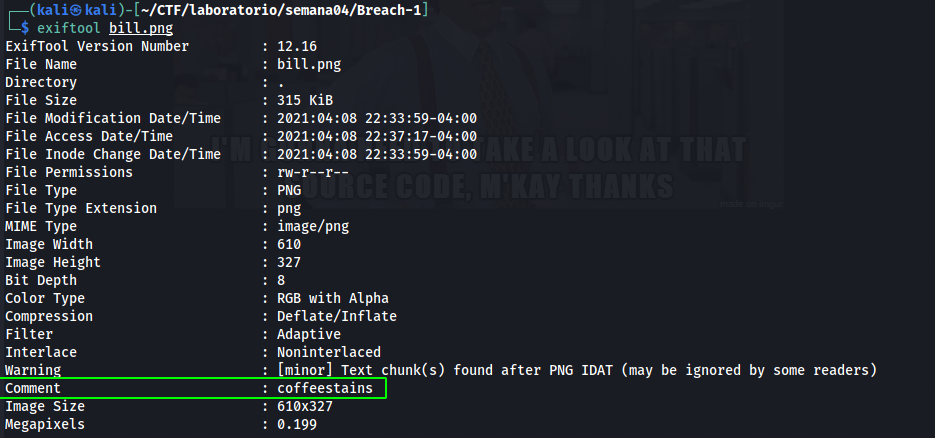 (kali㉿kali)-[~/CTF/laboratorio/semana04/Breach-1]
$ exiftool bill.png
ExifTool Version Number : 12.16
File Name : bill.png
Directory : .
File Size : 315 KiB
File Modification Date/Time : 2021:04:08 22:33:59-04:00
File Access Date/Time : 2021:04:08 22:37:17-04:00
File Inode Change Date/Time : 2021:04:08 22:33:59-04:00
File Permissions : rw-r--r--
File Type : PNG
File Type Extension : png
MIME Type : image/png
Image Width : 610
Image Height : 327
Bit Depth : 8
Color Type : RGB with Alpha
Compression : Deflate/Inflate
Filter : Adaptive
Interlace : Noninterlaced
Warning : [minor] Text chunk(s) found after PNG IDAT (may be ignored by some readers)
Comment : coffeestains
Image Size : 610x327
Megapixels : 0.199
I'M TAKE A LOOK AT THAT
SOURCE CODE, M'KAY THANKS